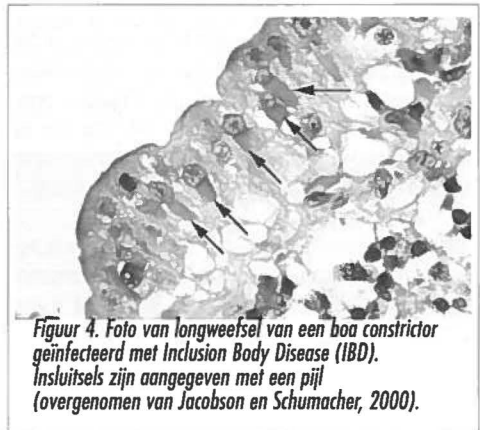 Figuur 4. Foto van longweefsel van een boa constrictor
geïnfecteerd met Inclusion Body Disease (IBD).
Insluitsels zijn aangegeven met een pijl
(overgenomen van Jacobson en Schumacher, 2000).